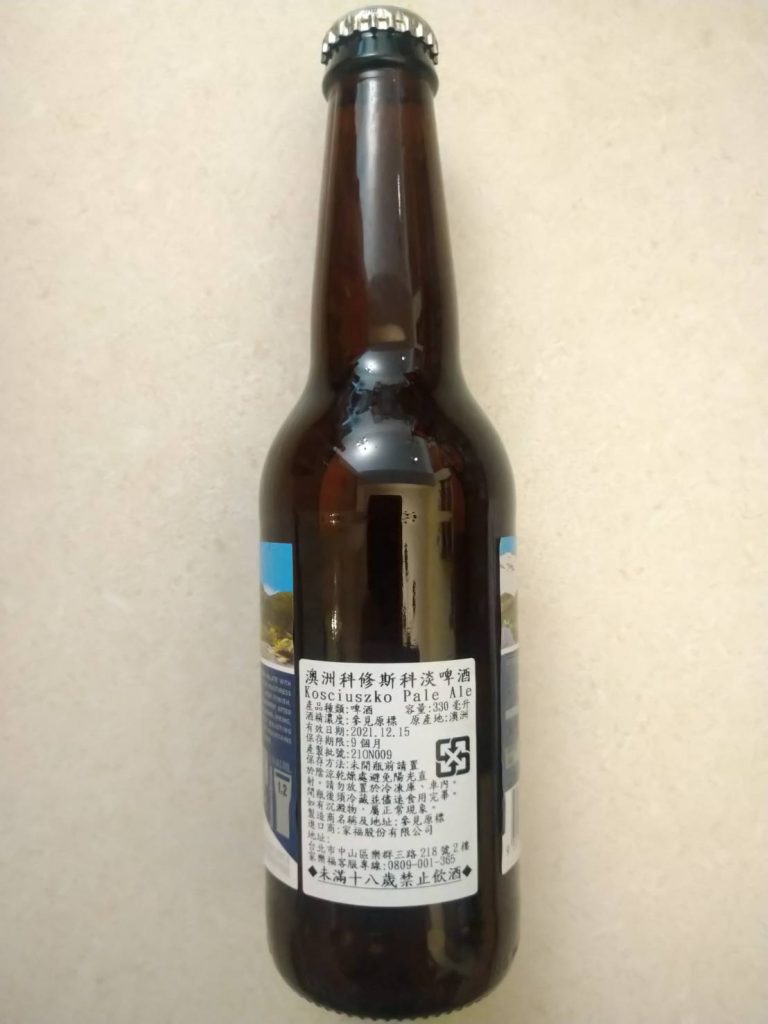 澳洲科修斯科淡啤酒
Kosciuszko Pale Ale
產品種類:啤酒 容量:330毫升
酒精濃度:參見原標 原產地:澳洲
有效日期:2021.12.15
保存期限:9個月
產製批號:21ON009
保存方法:未開瓶前請置
於陰涼乾燥處避免陽光直
射。請勿放置於冷凍庫、車內。
開瓶後須冷藏並儘速食用完畢。
如有沉澱物，屬正常現象。
製造商名稱及地址:參見原標
進口商:家福股份有限公司
地址:
台北市中山區樂群三路218號2樓
家樂福客服專線:0809-001-365
◆未滿十八歲禁止飲酒◆
1.2
9